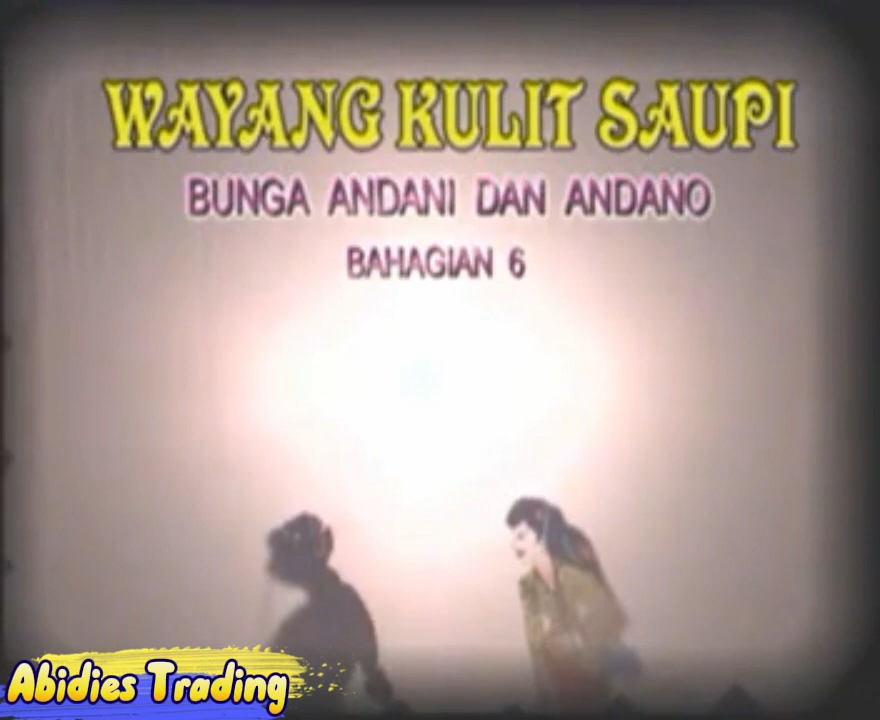 WAYANG KULIT SAUPI
BUNGA ANDANI DAN ANDANO
BAHAGIAN 6
Abidies Trading